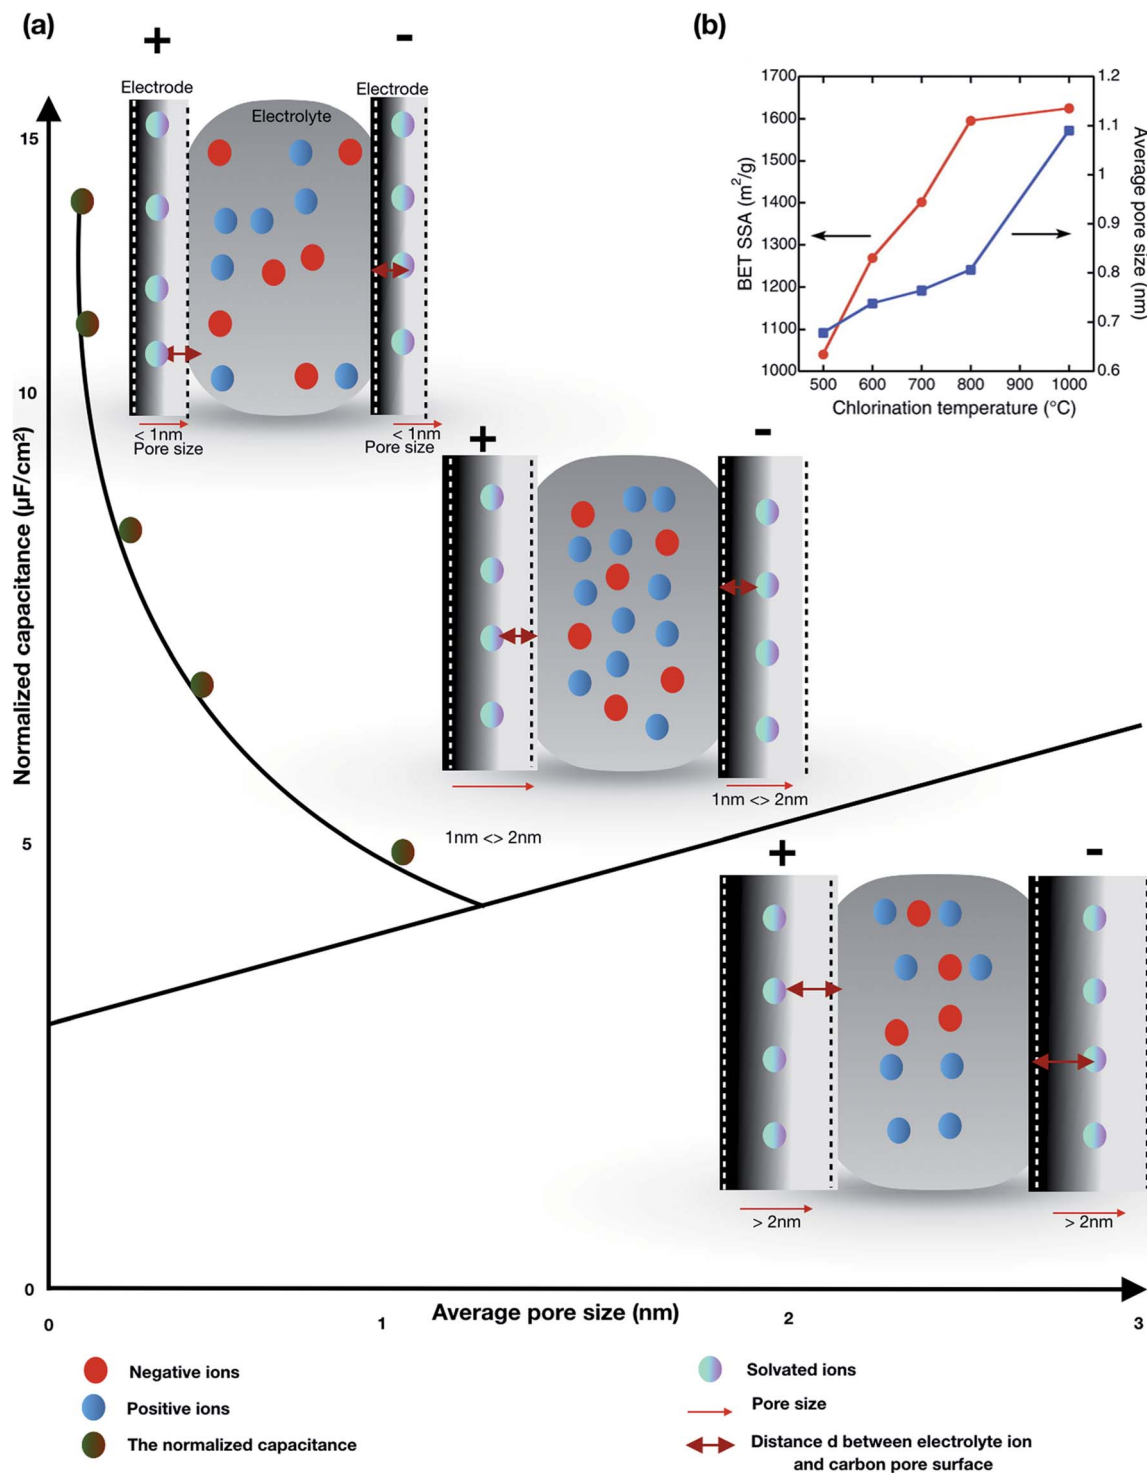 (a)
+
-
Electrode
Electrode
Electrolyte
15
10
5
0
Normalized capacitance (µF/cm²)
< 1nm
Pore size
< 1nm
Pore size
(b)
1700
1600
1500
1400
1300
1200
1100
1000
BET SSA (m²/g)
1.2
1.1
1
0.9
0.8
0.7
0.6
Average pore size (nm)
500 600 700 800 900 1000
Chlorination temperature (°C)
+
-
1nm <> 2nm
1nm <> 2nm
+
-
> 2nm
> 2nm
0 1 2 3
Average pore size (nm)
Negative ions
Positive ions
The normalized capacitance
Solvated ions
Pore size
Distance d between electrolyte ion
and carbon pore surface